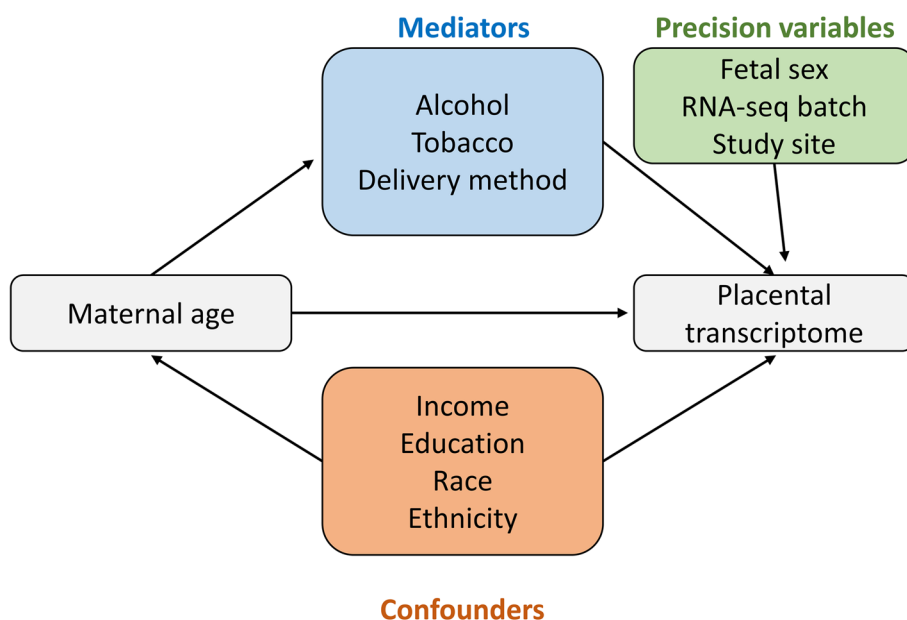 Mediators
Precision variables
Alcohol
Tobacco
Delivery method
Fetal sex
RNA-seq batch
Study site
Maternal age
Placental
transcriptome
Income
Education
Race
Ethnicity
Confounders